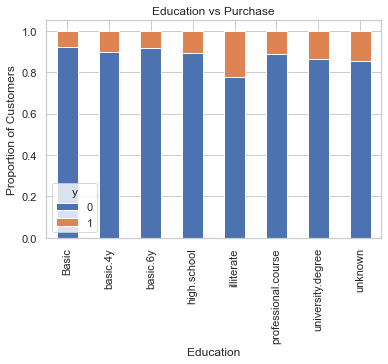 Education vs Purchase
Proportion of Customers
1.0
0.8
0.6
0.4
0.2
0.0
y
0
1
Basic
basic.4y
basic.6y
high.school
illiterate
professional.course
university.degree
unknown
Education